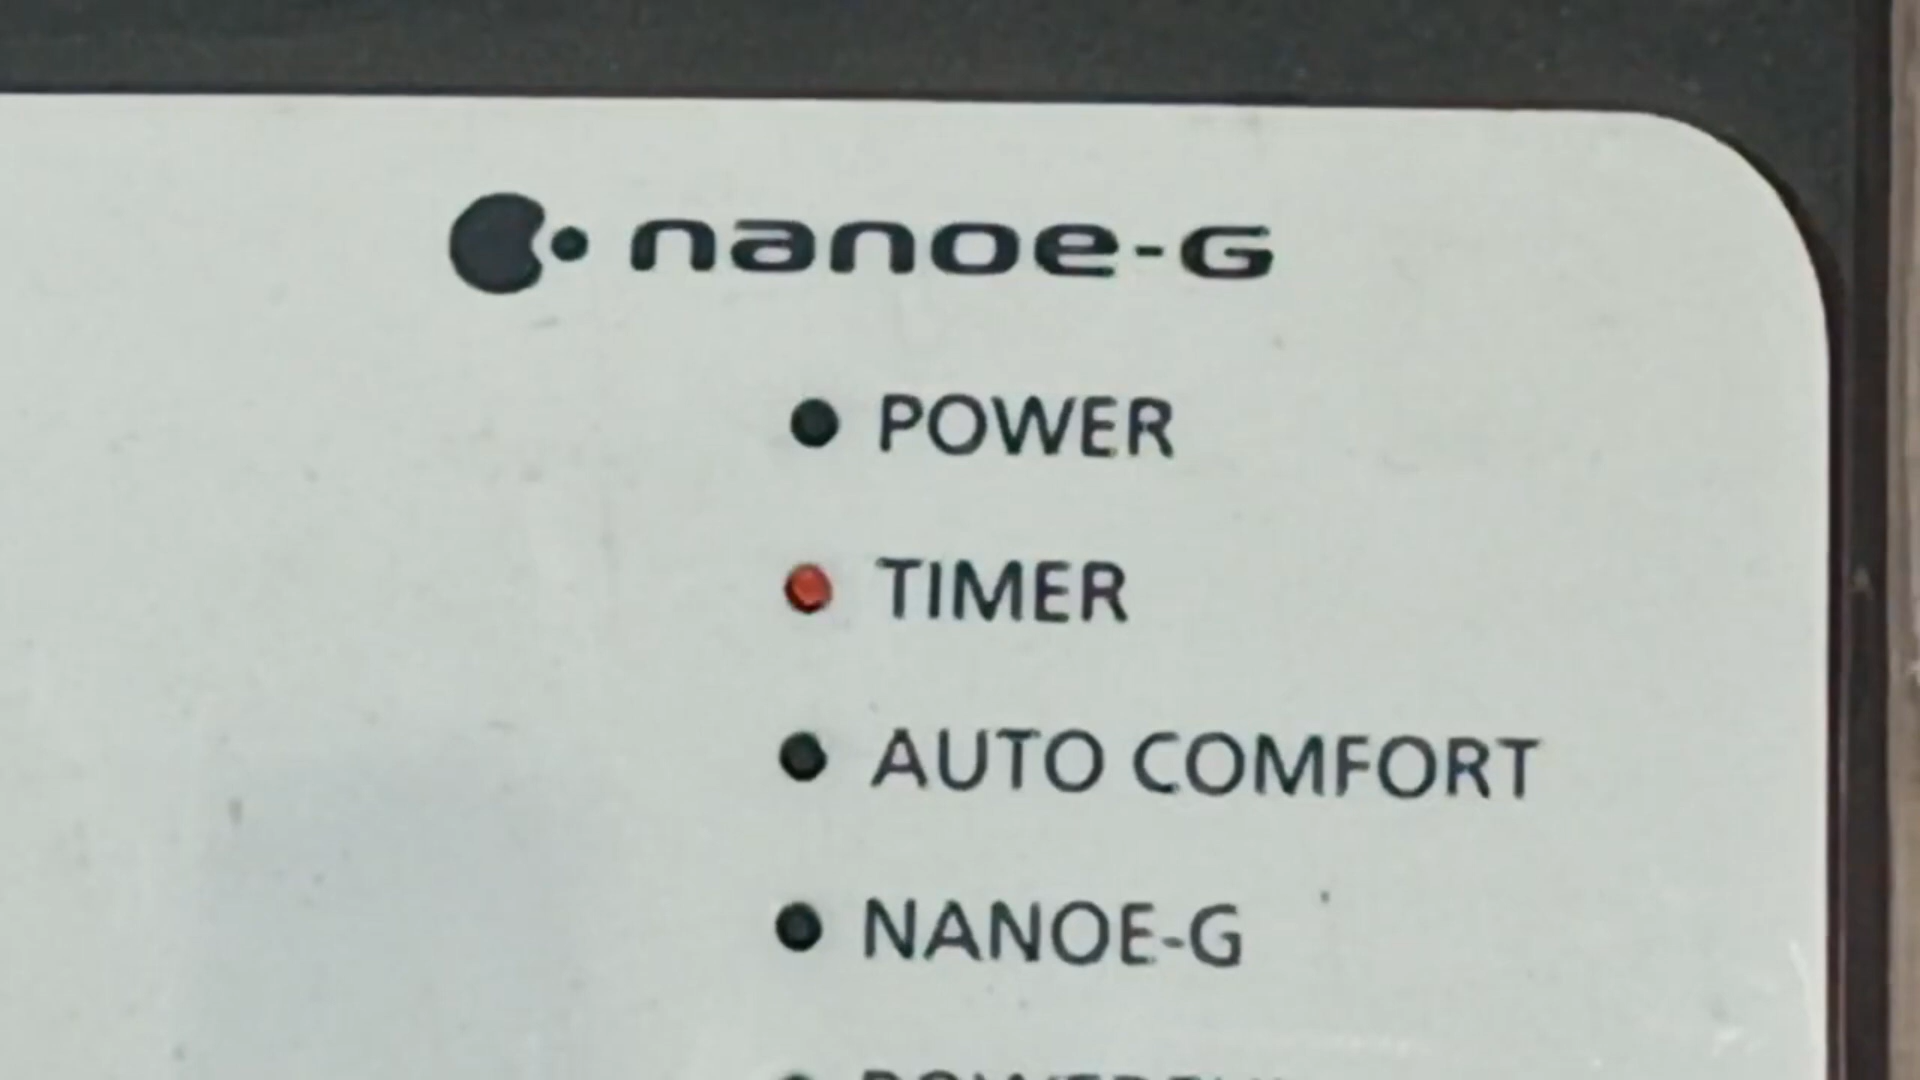 nanoe-G
POWER
TIMER
AUTO COMFORT
NANOE-G